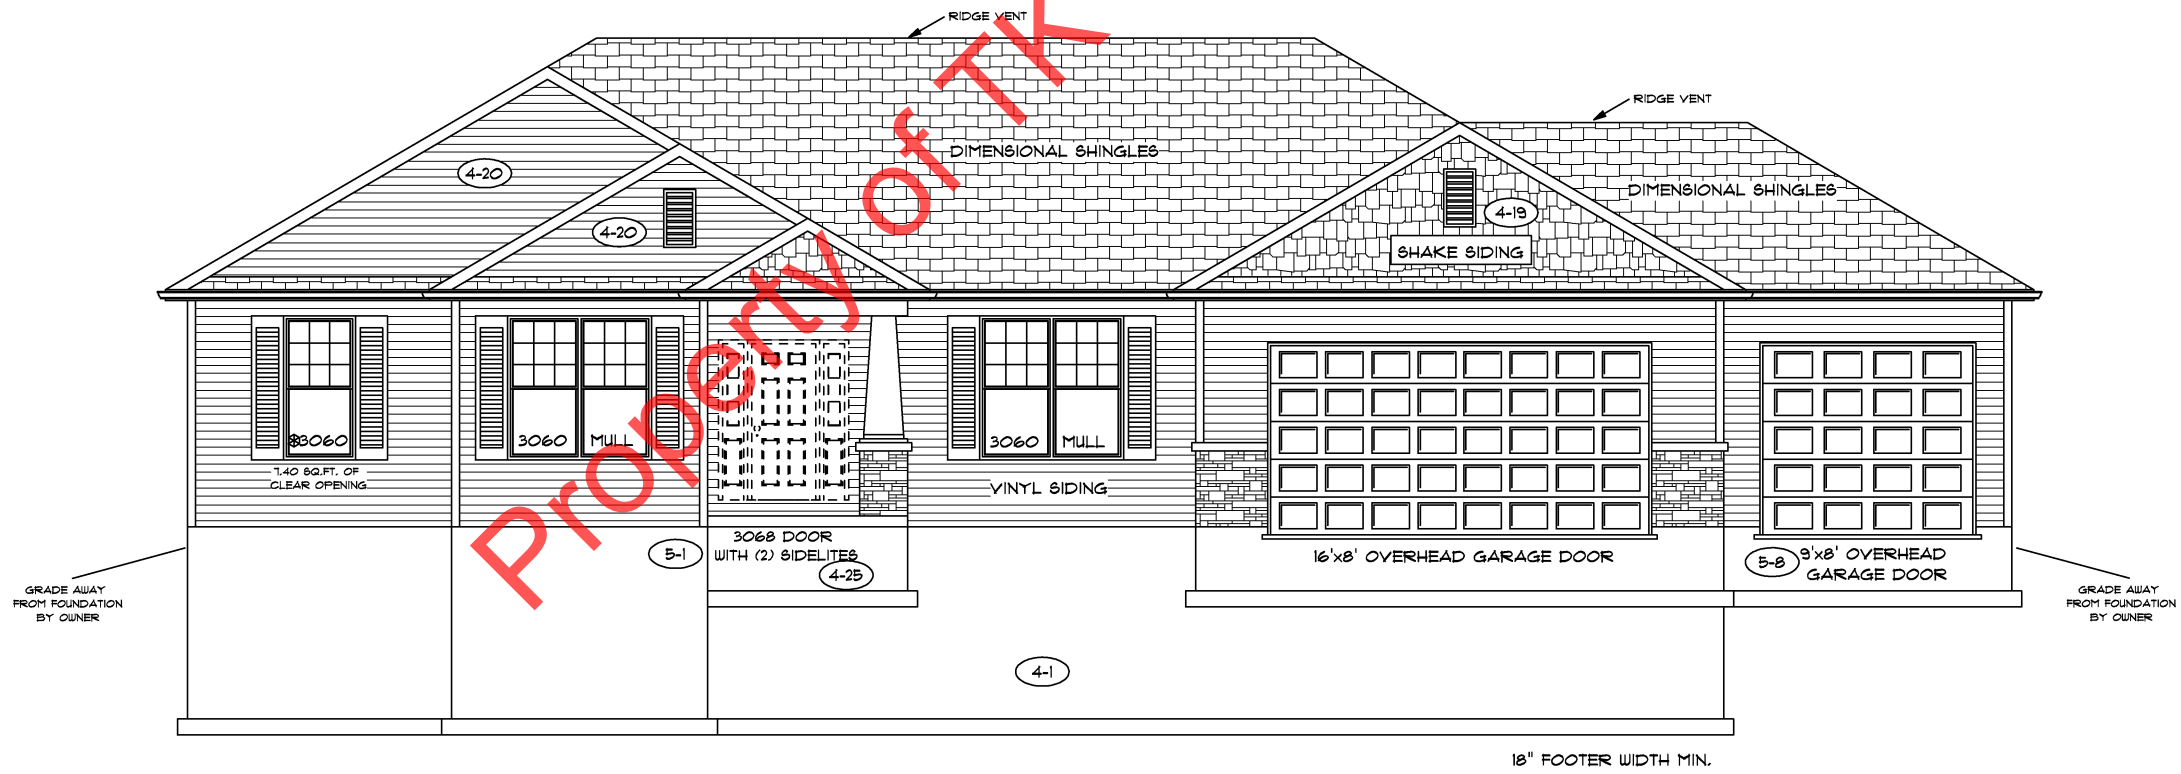 RIDGE VENT
RIDGE VENT
DIMENSIONAL SHINGLES
DIMENSIONAL SHINGLES
4-20
4-20
4-19
SHAKE SIDING
Property of TK
3060
3060 MULL
3060 MULL
7.40 SQ.FT. OF
CLEAR OPENING
VINYL SIDING
3068 DOOR
WITH (2) SIDELITES
5-1
4-25
16'x8' OVERHEAD GARAGE DOOR
5-8
9'x8' OVERHEAD
GARAGE DOOR
GRADE AWAY
FROM FOUNDATION
BY OWNER
GRADE AWAY
FROM FOUNDATION
BY OWNER
4-1
18" FOOTER WIDTH MIN.